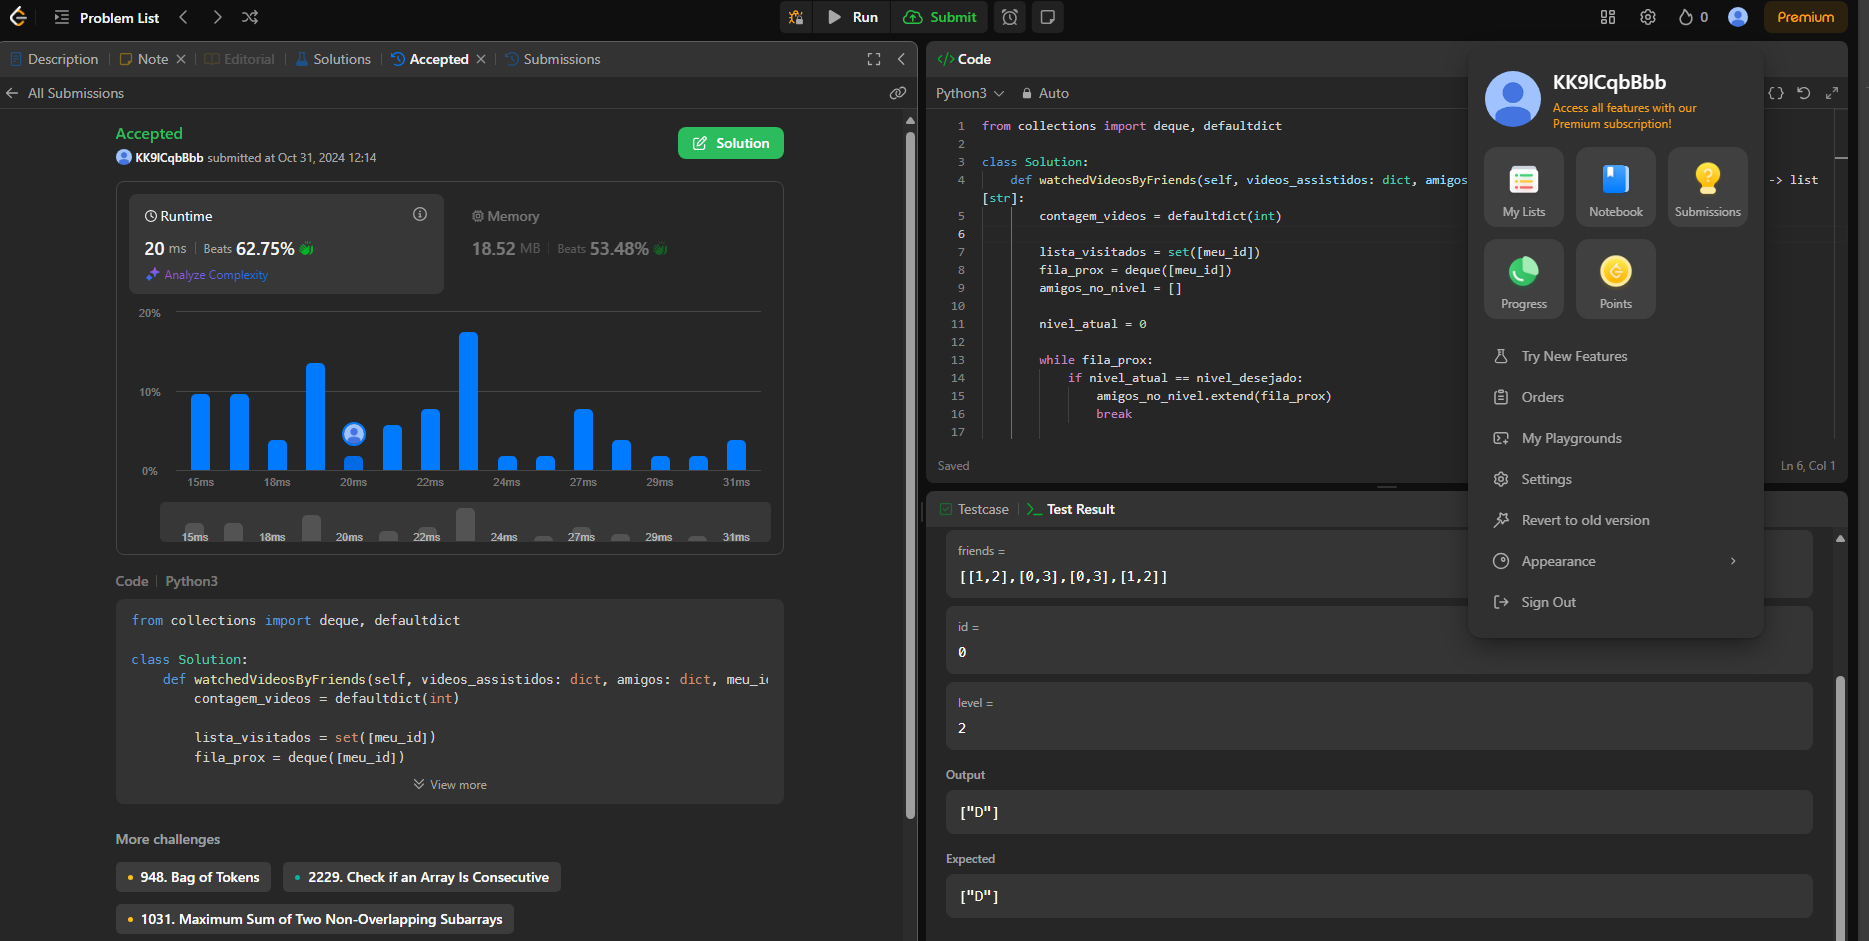 Problem List
Run
Submit
0
Premium
Description
Note
Editorial
Solutions
Accepted
Submissions
All Submissions
Accepted
KK9lCqbBbb submitted at Oct 31, 2024 12:14
Solution
Runtime
20 ms
Beats 62.75%
Analyze Complexity
Memory
18.52 MB
Beats 53.48%
20%
10%
0%
15ms
18ms
20ms
22ms
24ms
27ms
29ms
31ms
15ms
18ms
20ms
22ms
24ms
27ms
29ms
31ms
Code
Python3
from collections import deque, defaultdict
class Solution:
def watchedVideosByFriends(self, videos_assistidos: dict, amigos: dict, meu_id
contagem_videos = defaultdict(int)
lista_visitados = set([meu_id])
fila_prox = deque([meu_id])
View more
More challenges
948. Bag of Tokens
2229. Check if an Array Is Consecutive
1031. Maximum Sum of Two Non-Overlapping Subarrays
</> Code
Python3
Auto
{}
1 from collections import deque, defaultdict
2
3 class Solution:
4 def watchedVideosByFriends(self, videos_assistidos: dict, amigos -> list
[str]:
5 contagem_videos = defaultdict(int)
6
7 lista_visitados = set([meu_id])
8 fila_prox = deque([meu_id])
9 amigos_no_nivel = []
10
11 nivel_atual = 0
12
13 while fila_prox:
14 if nivel_atual == nivel_desejado:
15 amigos_no_nivel.extend(fila_prox)
16 break
17
Saved
Ln 6, Col 1
Testcase
Test Result
friends =
[[1,2],[0,3],[0,3],[1,2]]
id =
0
level =
2
Output
["D"]
Expected
["D"]
KK9lCqbBbb
Access all features with our
Premium subscription!
My Lists
Notebook
Submissions
Progress
Points
Try New Features
Orders
My Playgrounds
Settings
Revert to old version
Appearance
Sign Out